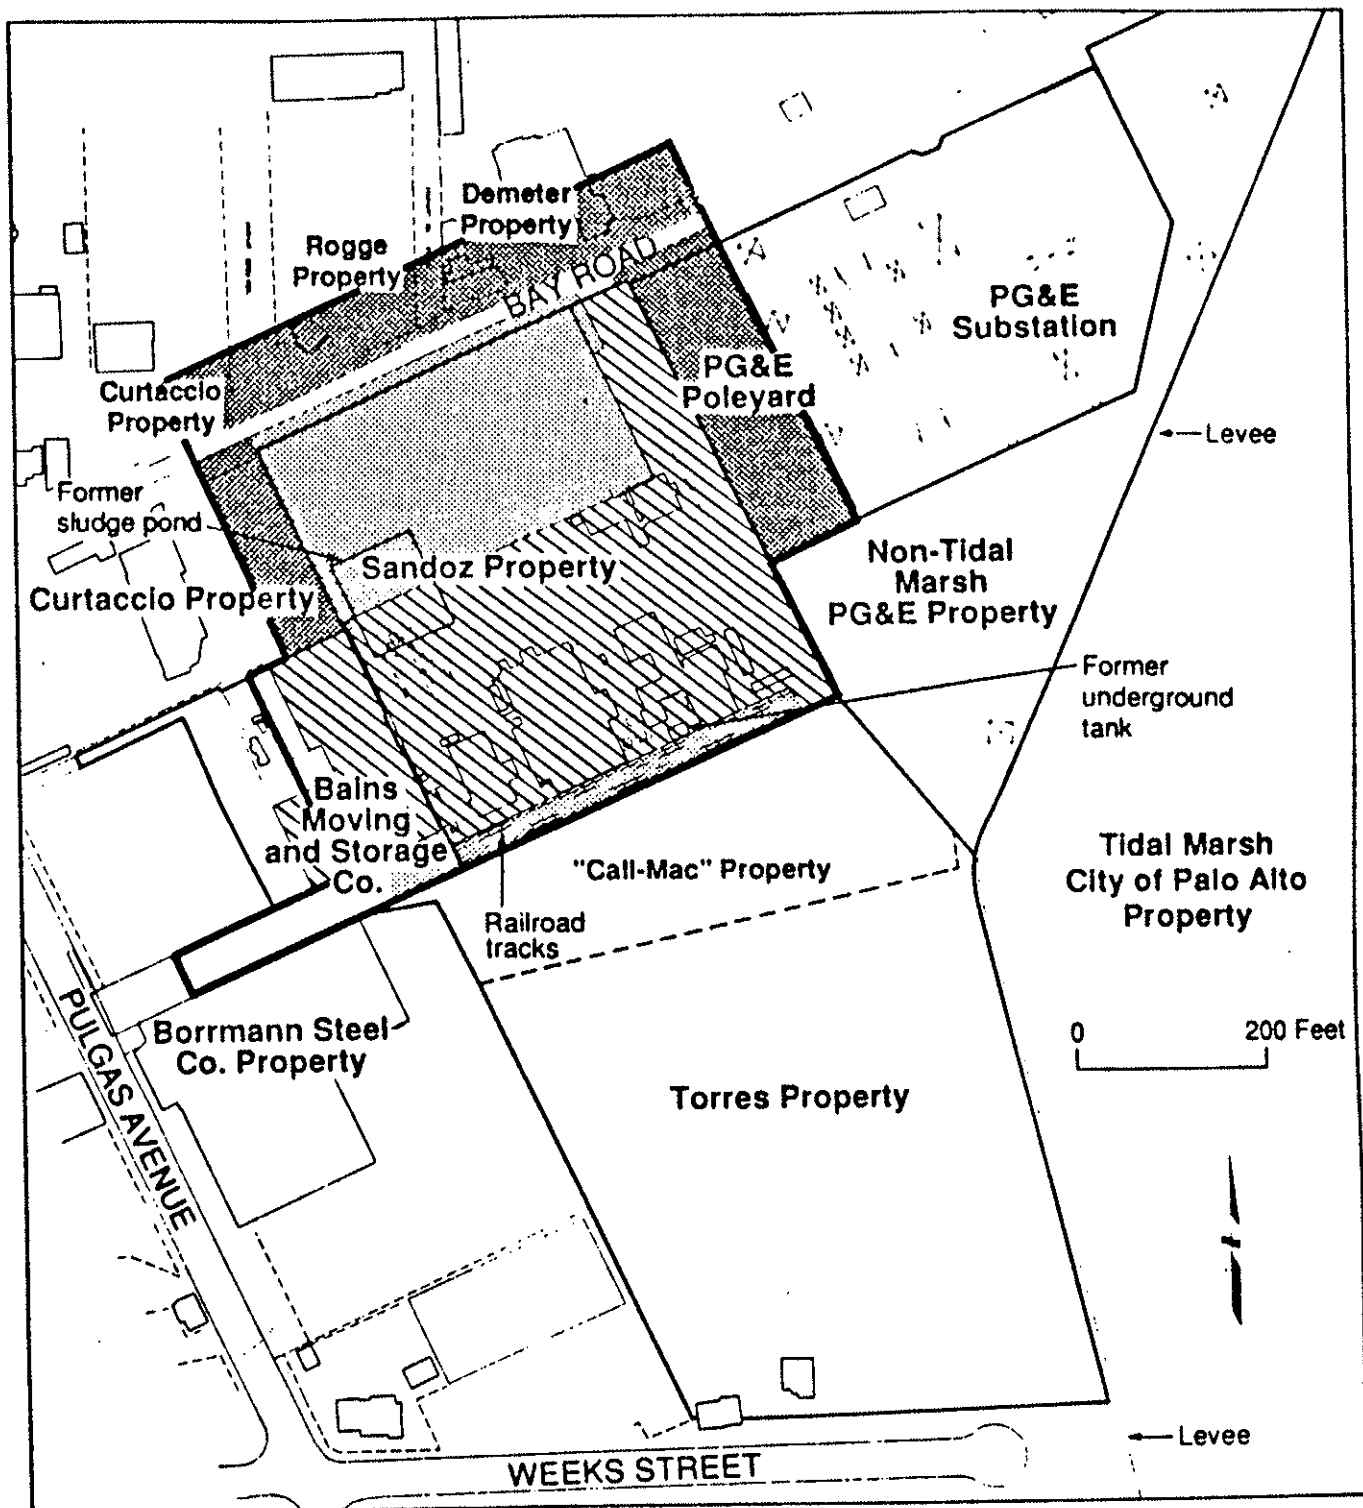 Demeter
Property
Rogge
Property
BAY ROAD
PG&E
Substation
PG&E
Poleyard
Curtaccio
Property
Levee
Former
sludge pond
Sandoz Property
Non-Tidal
Marsh
PG&E Property
Curtaccio Property
Former
underground
tank
Bains
Moving
and Storage
Co.
"Call-Mac" Property
Tidal Marsh
City of Palo Alto
Property
Railroad
tracks
PULGAS AVENUE
Borrmann Steel
Co. Property
0 200 Feet
Torres Property
Levee
WEEKS STREET